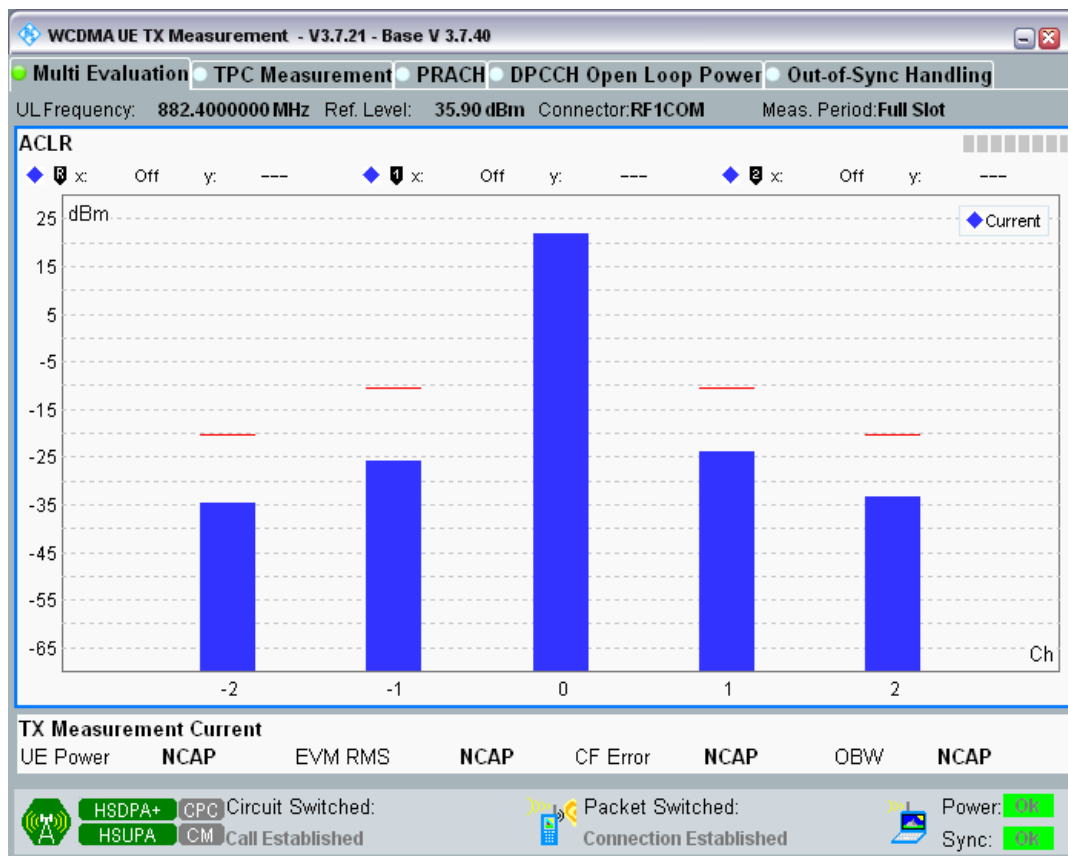 WCDMA UE TX Measurement - V3.7.21 - Base V 3.7.40
Multi Evaluation TPC Measurement PRACH DPCCH Open Loop Power Out-of-Sync Handling
UL Frequency: 882.4000000 MHz Ref. Level: 35.90 dBm Connector:RF1COM Meas. Period:Full Slot
ACLR
R x: Off y: --- 1 x: Off y: --- 2 x: Off y: ---
25 dBm
Current
15
5
-5
-15
-25
-35
-45
-55
-65
Ch
-2 -1 0 1 2
TX Measurement Current
UE Power NCAP EVM RMS NCAP CF Error NCAP OBW NCAP
HSDPA+ CPC Circuit Switched: Packet Switched: Power: OK
HSUPA CM Call Established Connection Established Sync: OK